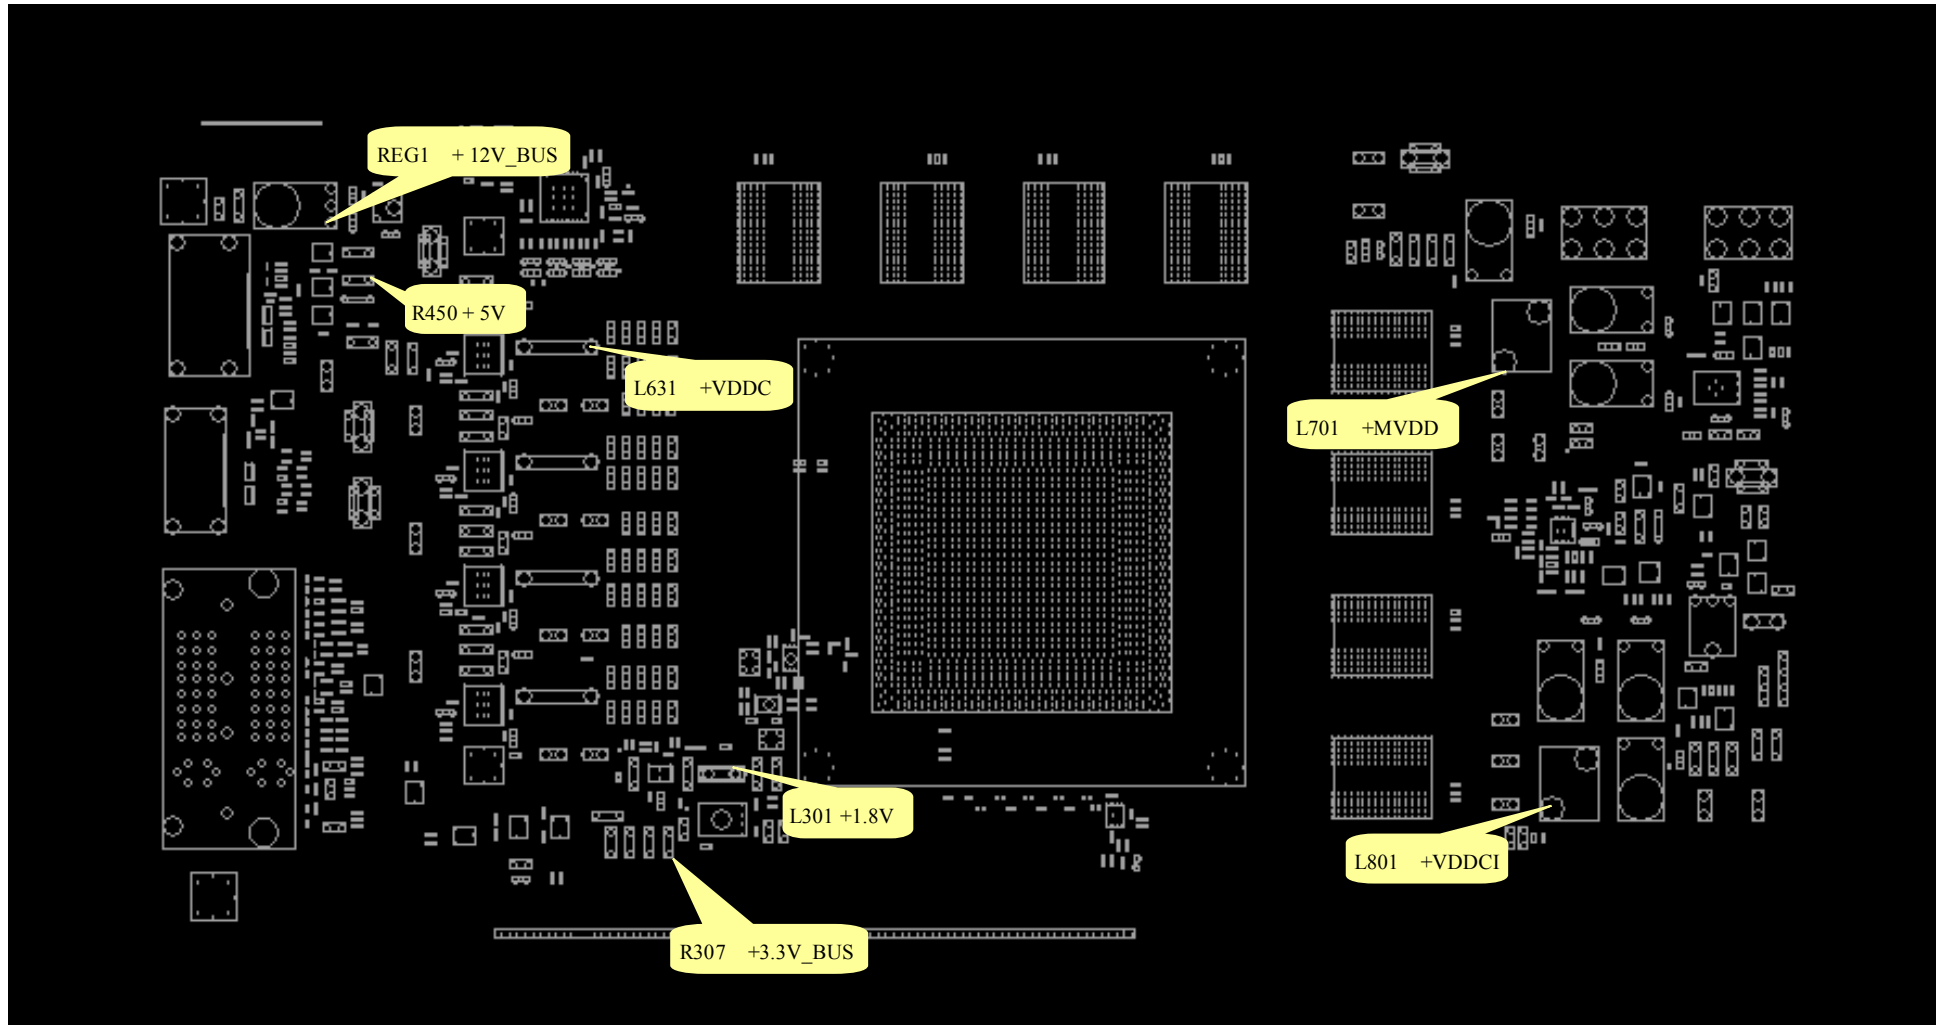 REG1 + 12V_BUS
R450 + 5V
L631 +VDDC
L701 +MVDD
L301 +1.8V
L801 +VDDCI
R307 +3.3V_BUS